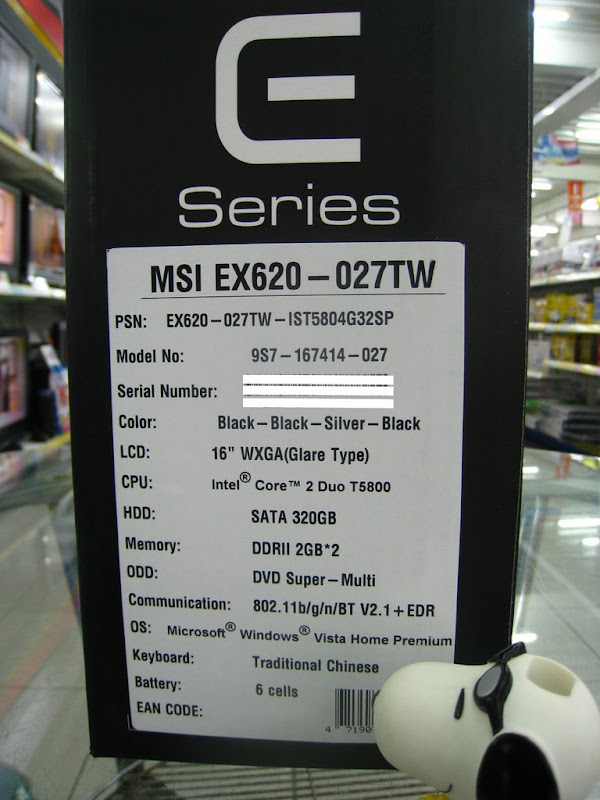 E
Series
MSI EX620-027TW
PSN: EX620-027TW-IST5804G32SP
Model No: 9S7-167414-027
Serial Number:
Color: Black-Black-Silver-Black
LCD: 16" WXGA(Glare Type)
CPU: Intel® Core™ 2 Duo T5800
HDD: SATA 320GB
Memory: DDRII 2GB*2
ODD: DVD Super-Multi
Communication: 802.11b/g/n/BT V2.1+EDR
OS: Microsoft® Windows® Vista Home Premium
Keyboard: Traditional Chinese
Battery: 6 cells
EAN CODE:
4 7190